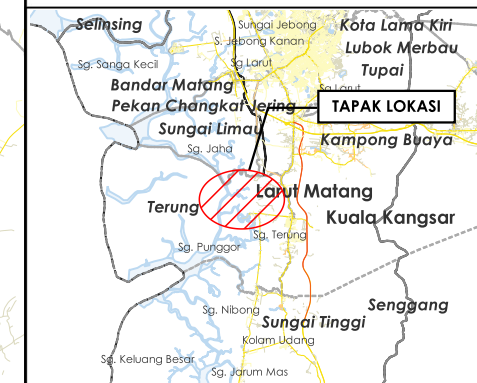 Selinsing
Sungai Jebong
Kota Lama Kiri
S. Jebong Kanan
Lubok Merbau
Sg. Sanga Kecil
Sg Larut
Tupai
Bandar Matang
Sg Larut
Pekan Changkat Jering
TAPAK LOKASI
Sungai Limau
Kampong Buaya
Sg. Jaha
Larut Matang
Terung
Kuala Kangsar
Sg. Terung
Sg. Punggor
Senggang
Sg. Nibong
Sungai Tinggi
Kolam Udang
Sg. Keluang Besar
Sg. Jarum Mas